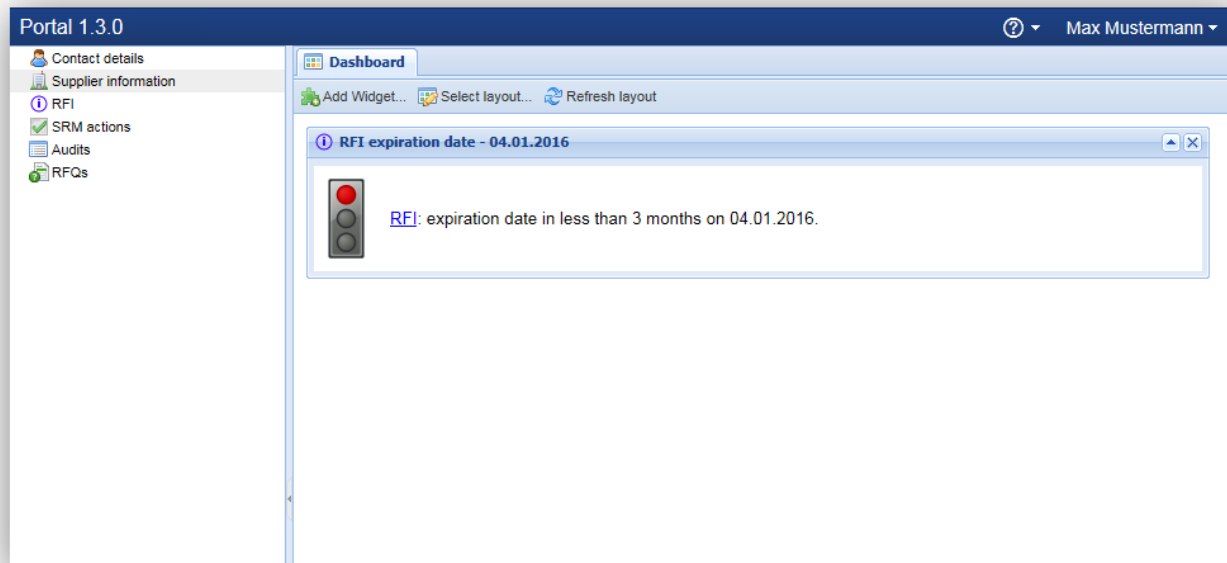 Portal 1.3.0
Max Mustermann
Contact details
Supplier information
RFI
SRM actions
Audits
RFQs
Dashboard
Add Widget... Select layout... Refresh layout
RFI expiration date - 04.01.2016
RFI: expiration date in less than 3 months on 04.01.2016.